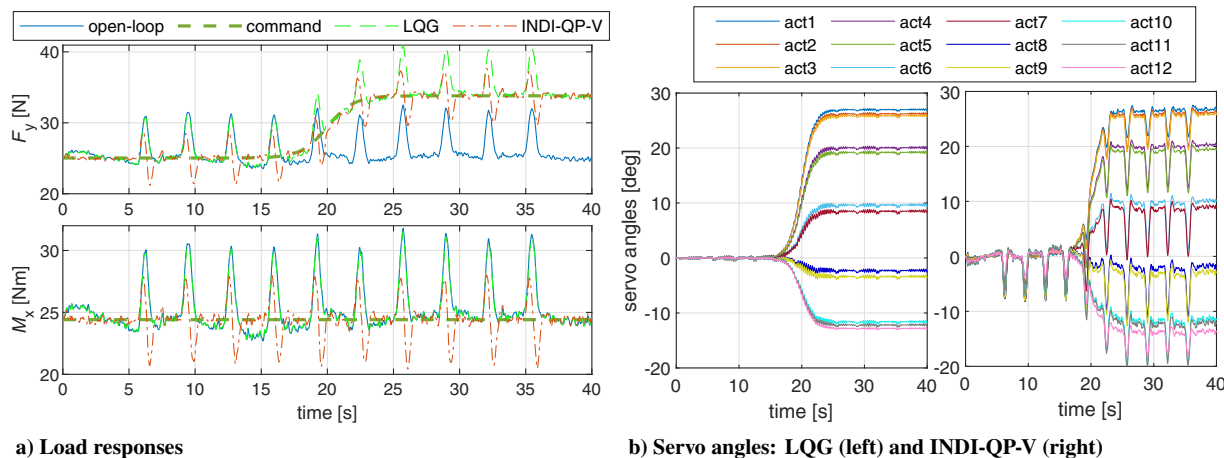 open-loop command LQG INDI-QP-V
40
30
20
F_y [N]
0 5 10 15 20 25 30 35 40
30
25
20
M_x [Nm]
0 5 10 15 20 25 30 35 40
time [s]
a) Load responses
act1 act4 act7 act10
act2 act5 act8 act11
act3 act6 act9 act12
30
20
10
0
-10
-20
servo angles [deg]
0 20 40
time [s]
30
20
10
0
-10
-20
0 20 40
time [s]
b) Servo angles: LQG (left) and INDI-QP-V (right)